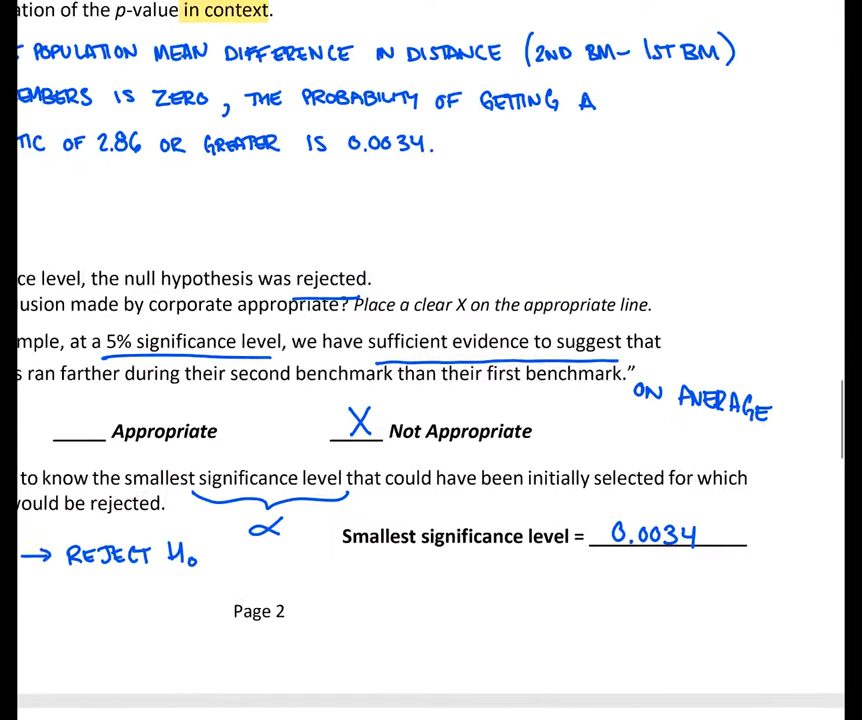 ation of the p-value in context.
POPULATION MEAN DIFFERENCE IN DISTANCE (2ND BM - 1ST BM)
EMBERS IS ZERO, THE PROBABILITY OF GETTING A
TIC OF 2.86 OR GREATER IS 0.0034.
ce level, the null hypothesis was rejected.
usion made by corporate appropriate? Place a clear X on the appropriate line.
mple, at a 5% significance level, we have sufficient evidence to suggest that
s ran farther during their second benchmark than their first benchmark.”
ON AVERAGE
_____ Appropriate X Not Appropriate
to know the smallest significance level that could have been initially selected for which
ould be rejected.
α
Smallest significance level = 0.0034
→ REJECT H₀
Page 2